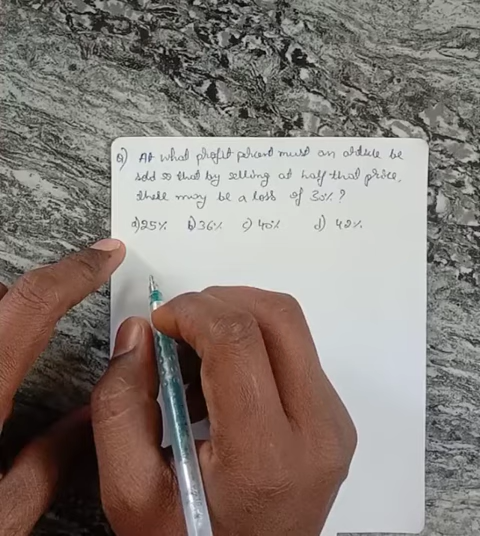 Q) At what profit percent must an article be
sold so that by selling at half that price,
there may be a loss of 30% ?
a) 25% b) 36% c) 40% d) 42%